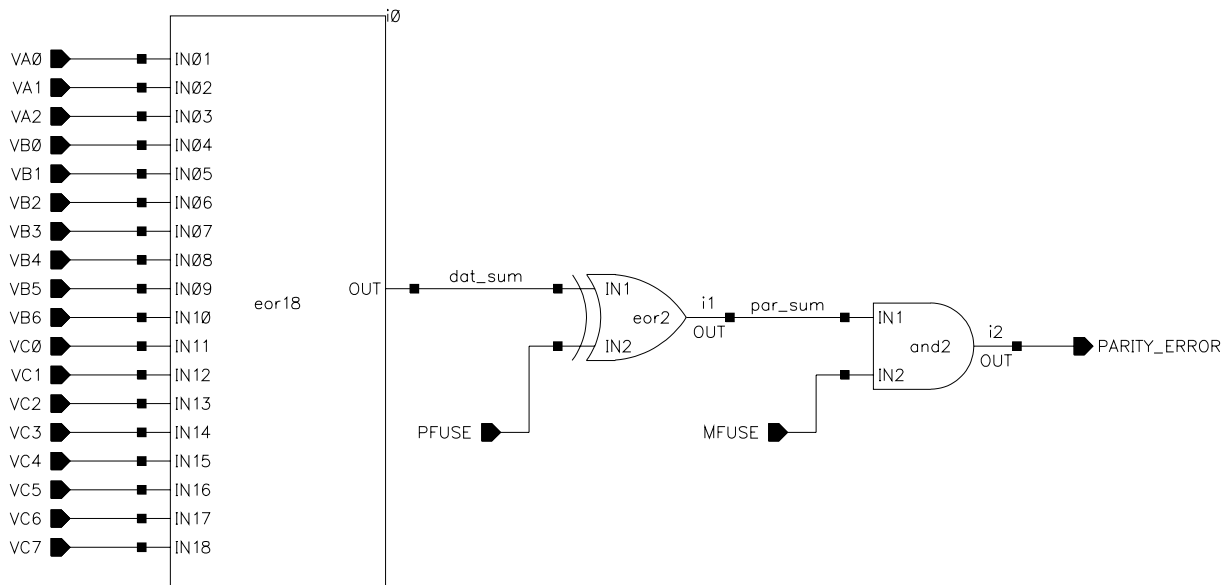 i0
VA0 IN01
VA1 IN02
VA2 IN03
VB0 IN04
VB1 IN05
VB2 IN06
VB3 IN07
VB4 IN08
VB5 IN09 eor18 OUT dat_sum IN1
VB6 IN10 eor2 i1 OUT par_sum IN1
VC0 IN11 IN2 and2 i2 OUT PARITY_ERROR
VC1 IN12 IN2
VC2 IN13
VC3 IN14 PFUSE MFUSE
VC4 IN15
VC5 IN16
VC6 IN17
VC7 IN18